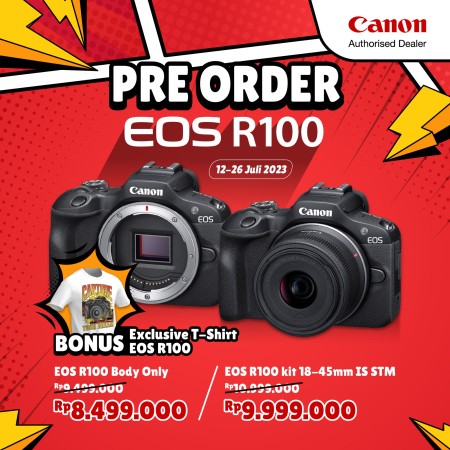 Canon
Authorised Dealer
PRE ORDER
EOS R100
12–26 Juli 2023
Canon
EOS
Canon
EOS
BONUS Exclusive T-Shirt
EOS R100
EOS R100 Body Only
Rp9.499.000
Rp8.499.000
EOS R100 kit 18–45mm IS STM
Rp10.999.000
Rp9.999.000